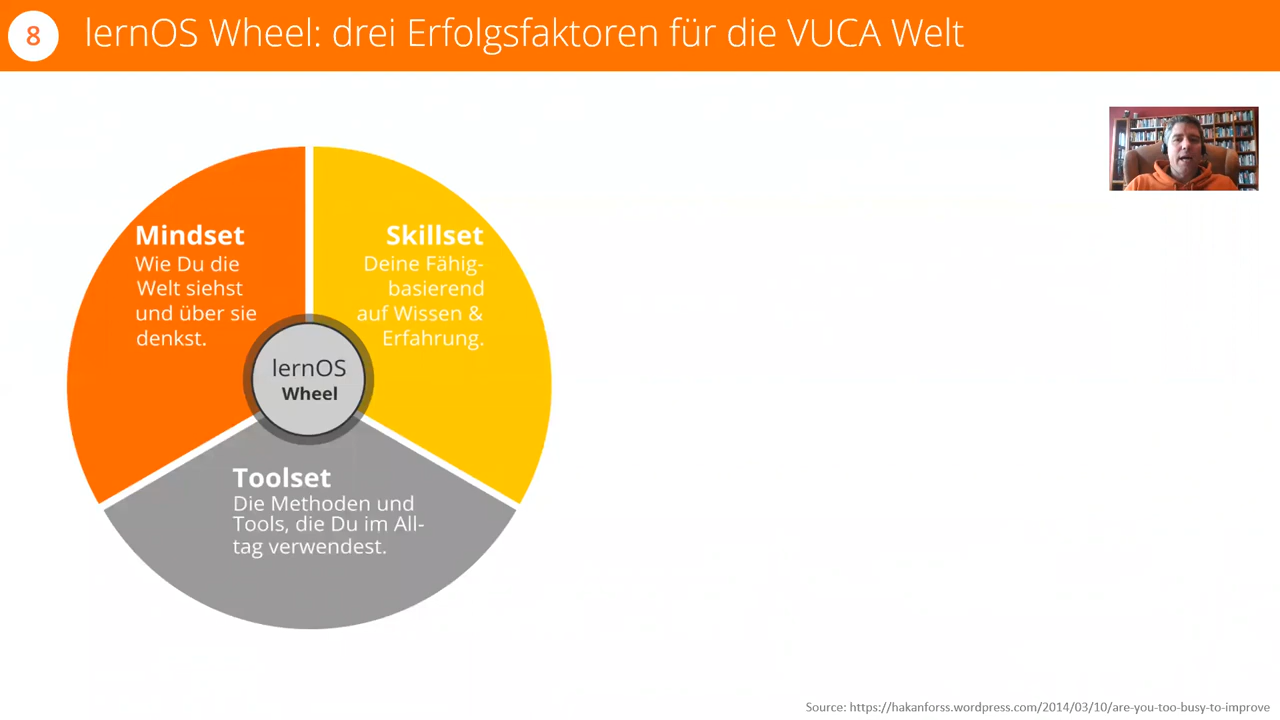 8
lernOS Wheel: drei Erfolgsfaktoren für die VUCA Welt
Mindset
Wie Du die
Welt siehst
und über sie
denkst.
Skillset
Deine Fähig-
basierend
auf Wissen &
Erfahrung.
lernOS
Wheel
Toolset
Die Methoden und
Tools, die Du im All-
tag verwendest.
Source: https://hakanforss.wordpress.com/2014/03/10/are-you-too-busy-to-improve